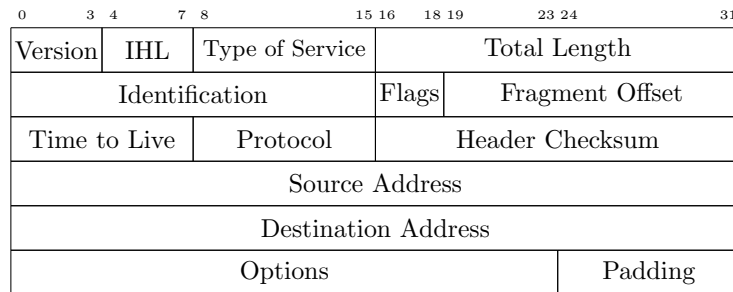 0 3 4 7 8 15 16 18 19 23 24 31
Version IHL Type of Service Total Length
Identification Flags Fragment Offset
Time to Live Protocol Header Checksum
Source Address
Destination Address
Options Padding